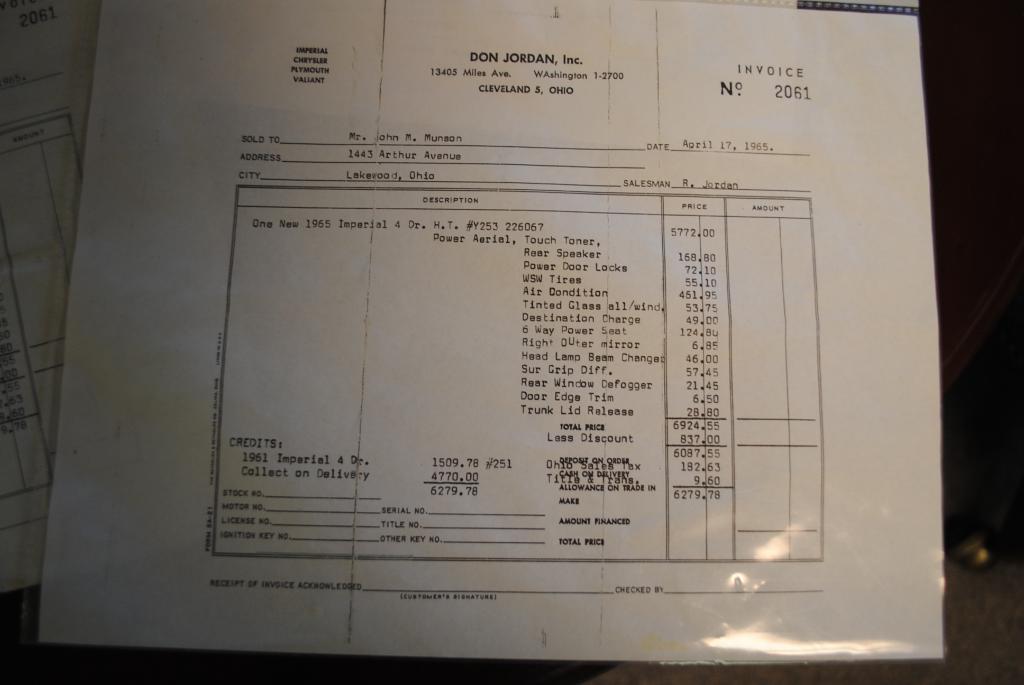 2061
1965.
AMOUNT
IMPERIAL
CHRYSLER
PLYMOUTH
VALIANT
DON JORDAN, Inc.
13405 Miles Ave. WAshington 1-2700
CLEVELAND 5, OHIO
INVOICE
Nº 2061
SOLD TO Mr. John M. Munson DATE April 17, 1965.
ADDRESS 1443 Arthur Avenue
CITY Lakewood, Ohio SALESMAN R. Jordan
DESCRIPTION PRICE AMOUNT
One New 1965 Imperial 4 Dr. H.T. #Y253 226067 5772.00
Power Aerial, Touch Toner,
Rear Speaker 168.80
Power Door Locks 72.10
WSW Tires 55.10
Air Condition 461.95
Tinted Glass all/wind. 53.75
Destination Charge 49.00
6 Way Power Seat 124.80
Right OUter mirror 6.85
Head Lamp Beam Changer 46.00
Sur Grip Diff. 57.45
Rear Window Defogger 21.45
Door Edge Trim 6.50
Trunk Lid Release 28.80
TOTAL PRICE 6924.55
Less Discount 837.00
CREDITS: 6087.55
1961 Imperial 4 Dr. 1509.78 #251 DEPOSIT ON ORDER Ohio Sales Tax 182.63
Collect on Delivery 4770.00 CASH ON DELIVERY Title & Trans. 9.60
6279.78 ALLOWANCE ON TRADE IN 6279.78
STOCK NO. MAKE
MOTOR NO. SERIAL NO.
LICENSE NO. TITLE NO. AMOUNT FINANCED
IGNITION KEY NO. OTHER KEY NO. TOTAL PRICE
RECEIPT OF INVOICE ACKNOWLEDGED CHECKED BY
(CUSTOMER'S SIGNATURE)